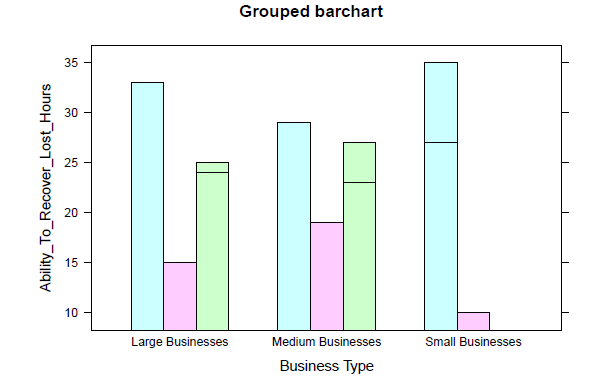 Grouped barchart
Ability_To_Recover_Lost_Hours
35
30
25
20
15
10
Large Businesses
Medium Businesses
Small Businesses
Business Type